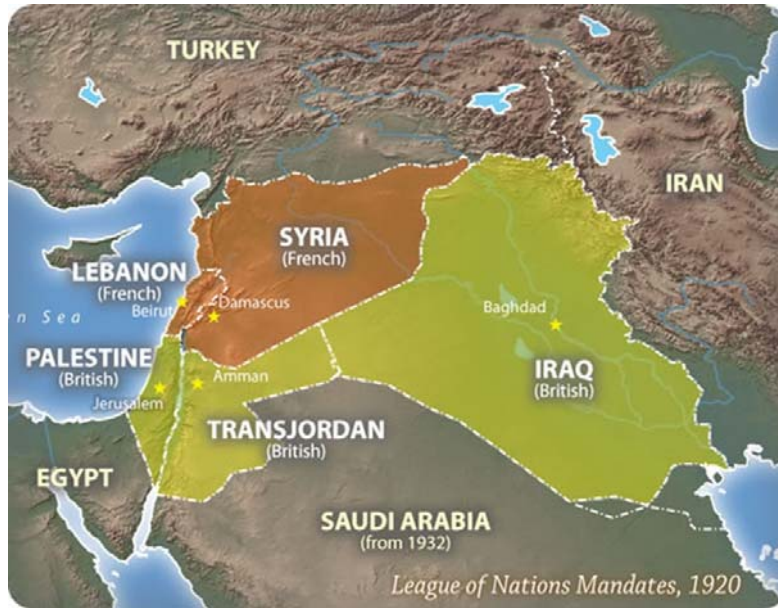 TURKEY
IRAN
SYRIA
(French)
LEBANON
(French)
Beirut
Damascus
Baghdad
n Sea
PALESTINE
(British)
IRAQ
(British)
Amman
Jerusalem
TRANSJORDAN
(British)
EGYPT
SAUDI ARABIA
(from 1932)
League of Nations Mandates, 1920